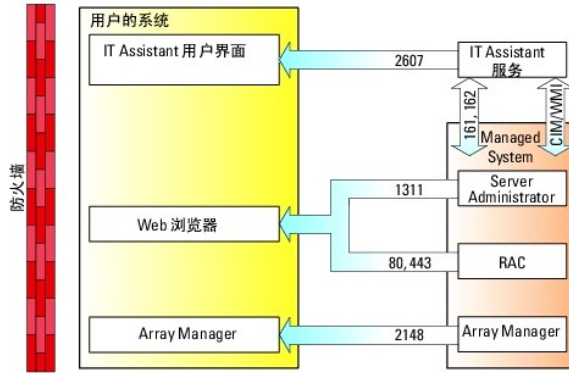 用户的系统
IT Assistant 用户界面
2607
IT Assistant
服务
161, 162
CIM/WMI
Managed
System
防火墙
1311
Server
Administrator
Web 浏览器
80, 443
RAC
Array Manager
2148
Array Manager